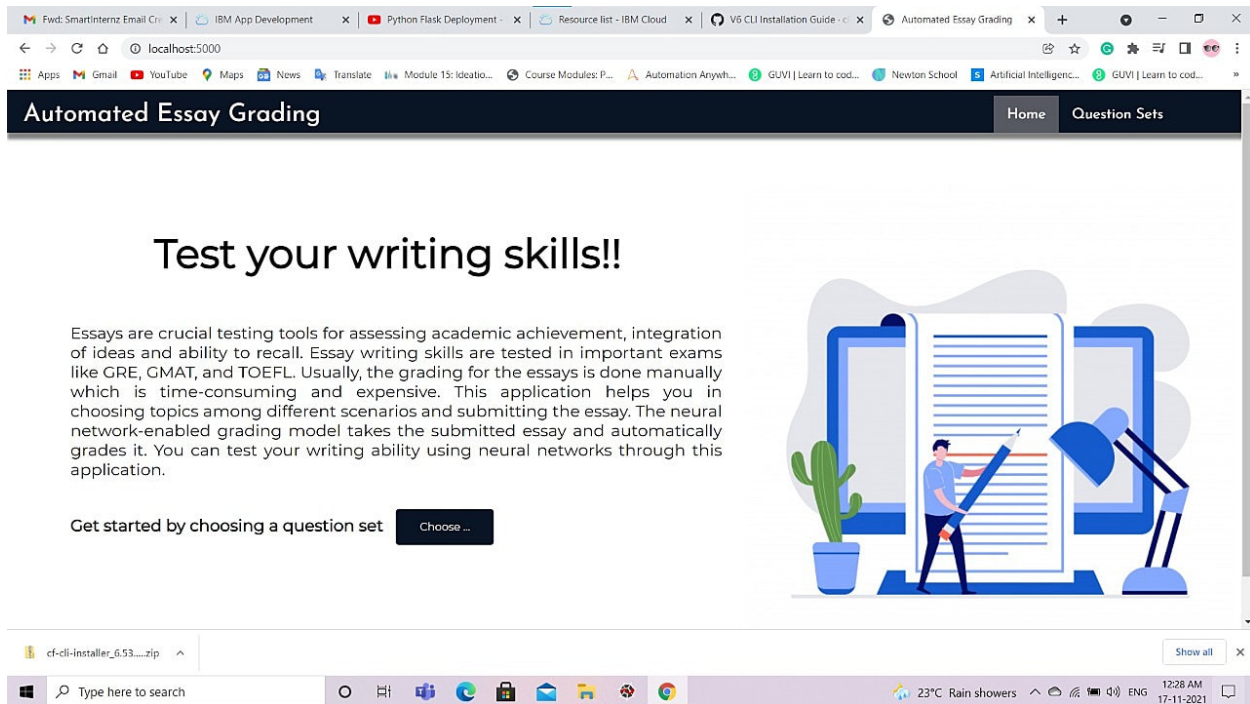 Fwd: SmartInternz Email Cre
IBM App Development
Python Flask Deployment -
Resource list - IBM Cloud
V6 CLI Installation Guide · cl
Automated Essay Grading
localhost:5000
Apps
Gmail
YouTube
Maps
News
Translate
Module 15: Ideatio...
Course Modules: P...
Automation Anywh...
GUVI | Learn to cod...
Newton School
Artificial Intelligenc...
GUVI | Learn to cod...
Automated Essay Grading
Home
Question Sets
Test your writing skills!!
Essays are crucial testing tools for assessing academic achievement, integration
of ideas and ability to recall. Essay writing skills are tested in important exams
like GRE, GMAT, and TOEFL. Usually, the grading for the essays is done manually
which is time-consuming and expensive. This application helps you in
choosing topics among different scenarios and submitting the essay. The neural
network-enabled grading model takes the submitted essay and automatically
grades it. You can test your writing ability using neural networks through this
application.
Get started by choosing a question set
Choose ...
cf-cli-installer_6.53.....zip
Show all
Type here to search
23°C Rain showers
ENG
12:28 AM
17-11-2021